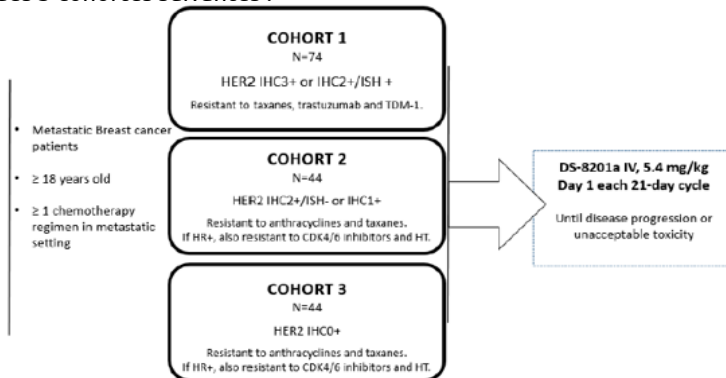 COHORT 1
N=74
HER2 IHC3+ or IHC2+/ISH +
Resistant to taxanes, trastuzumab and TDM-1.
• Metastatic Breast cancer
patients
• ≥ 18 years old
• ≥ 1 chemotherapy
regimen in metastatic
setting
COHORT 2
N=44
HER2 IHC2+/ISH- or IHC1+
Resistant to anthracyclines and taxanes.
If HR+, also resistant to CDK4/6 inhibitors and HT.
COHORT 3
N=44
HER2 IHC0+
Resistant to anthracyclines and taxanes.
If HR+, also resistant to CDK4/6 inhibitors and HT.
DS-8201a IV, 5.4 mg/kg
Day 1 each 21-day cycle
Until disease progression or
unacceptable toxicity